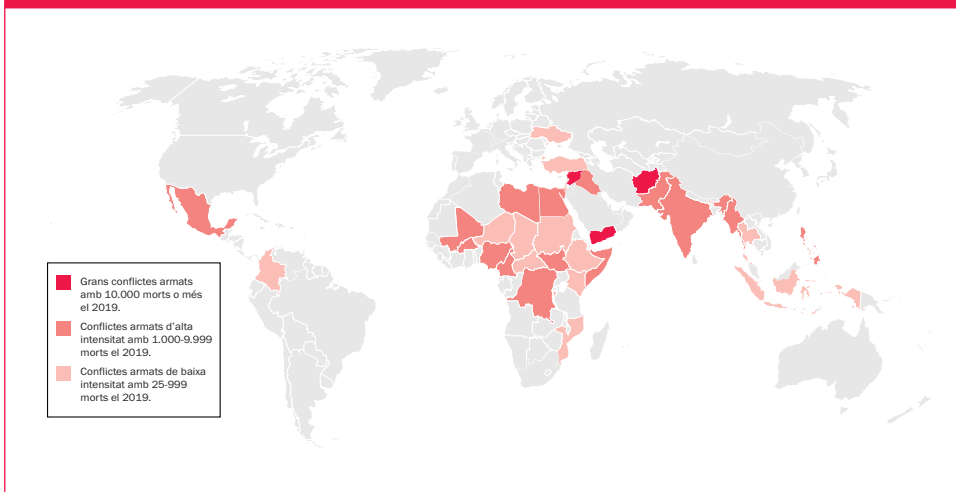 Grans conflictes armats
amb 10.000 morts o més
el 2019.
Conflictes armats d'alta
intensitat amb 1.000-9.999
morts el 2019.
Conflictes armats de baixa
intensitat amb 25-999
morts el 2019.